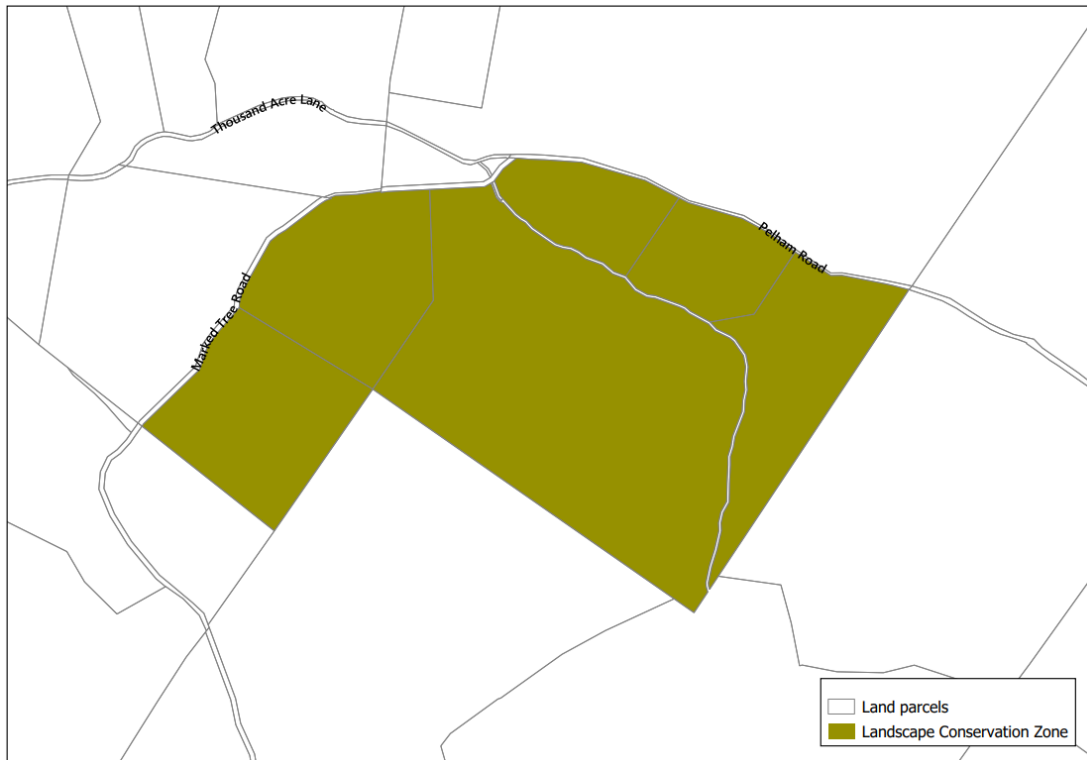 Thousand Acre Lane
Pelham Road
Marked Tree Road
Land parcels
Landscape Conservation Zone